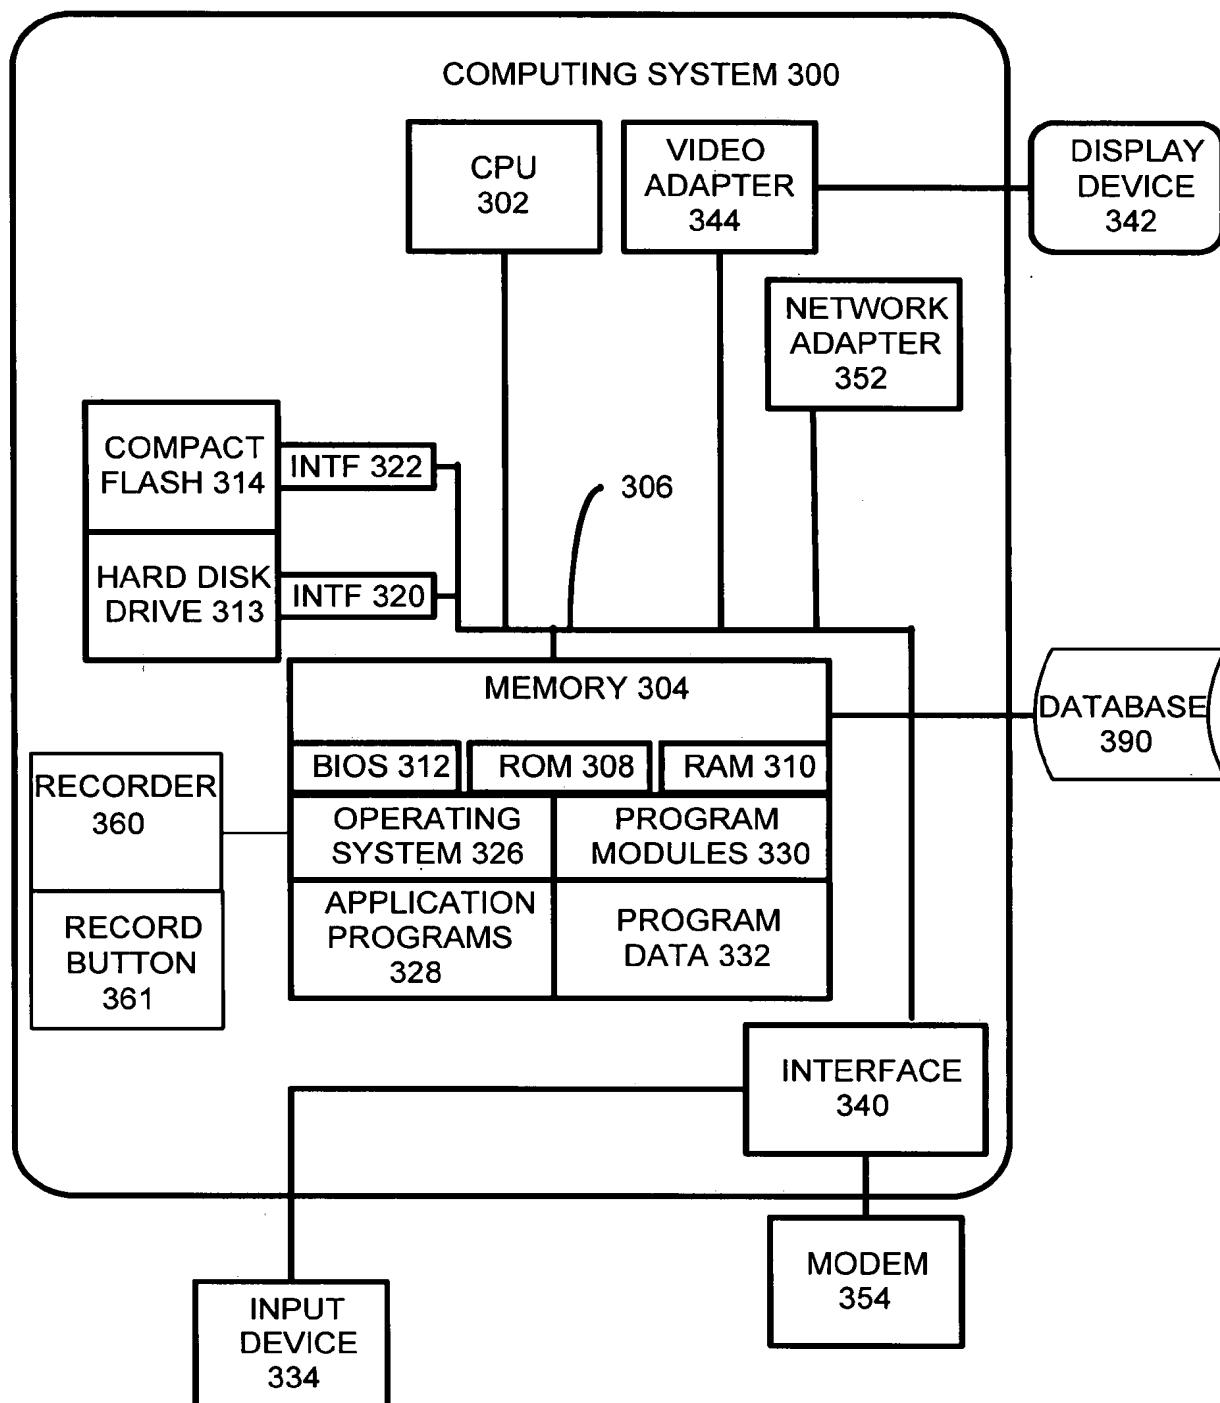 COMPUTING SYSTEM 300
CPU
302
VIDEO
ADAPTER
344
DISPLAY
DEVICE
342
NETWORK
ADAPTER
352
COMPACT
FLASH 314
INTF 322
306
HARD DISK
DRIVE 313
INTF 320
MEMORY 304
DATABASE
390
BIOS 312
ROM 308
RAM 310
RECORDER
360
OPERATING
SYSTEM 326
PROGRAM
MODULES 330
RECORD
BUTTON
361
APPLICATION
PROGRAMS
328
PROGRAM
DATA 332
INTERFACE
340
MODEM
354
INPUT
DEVICE
334